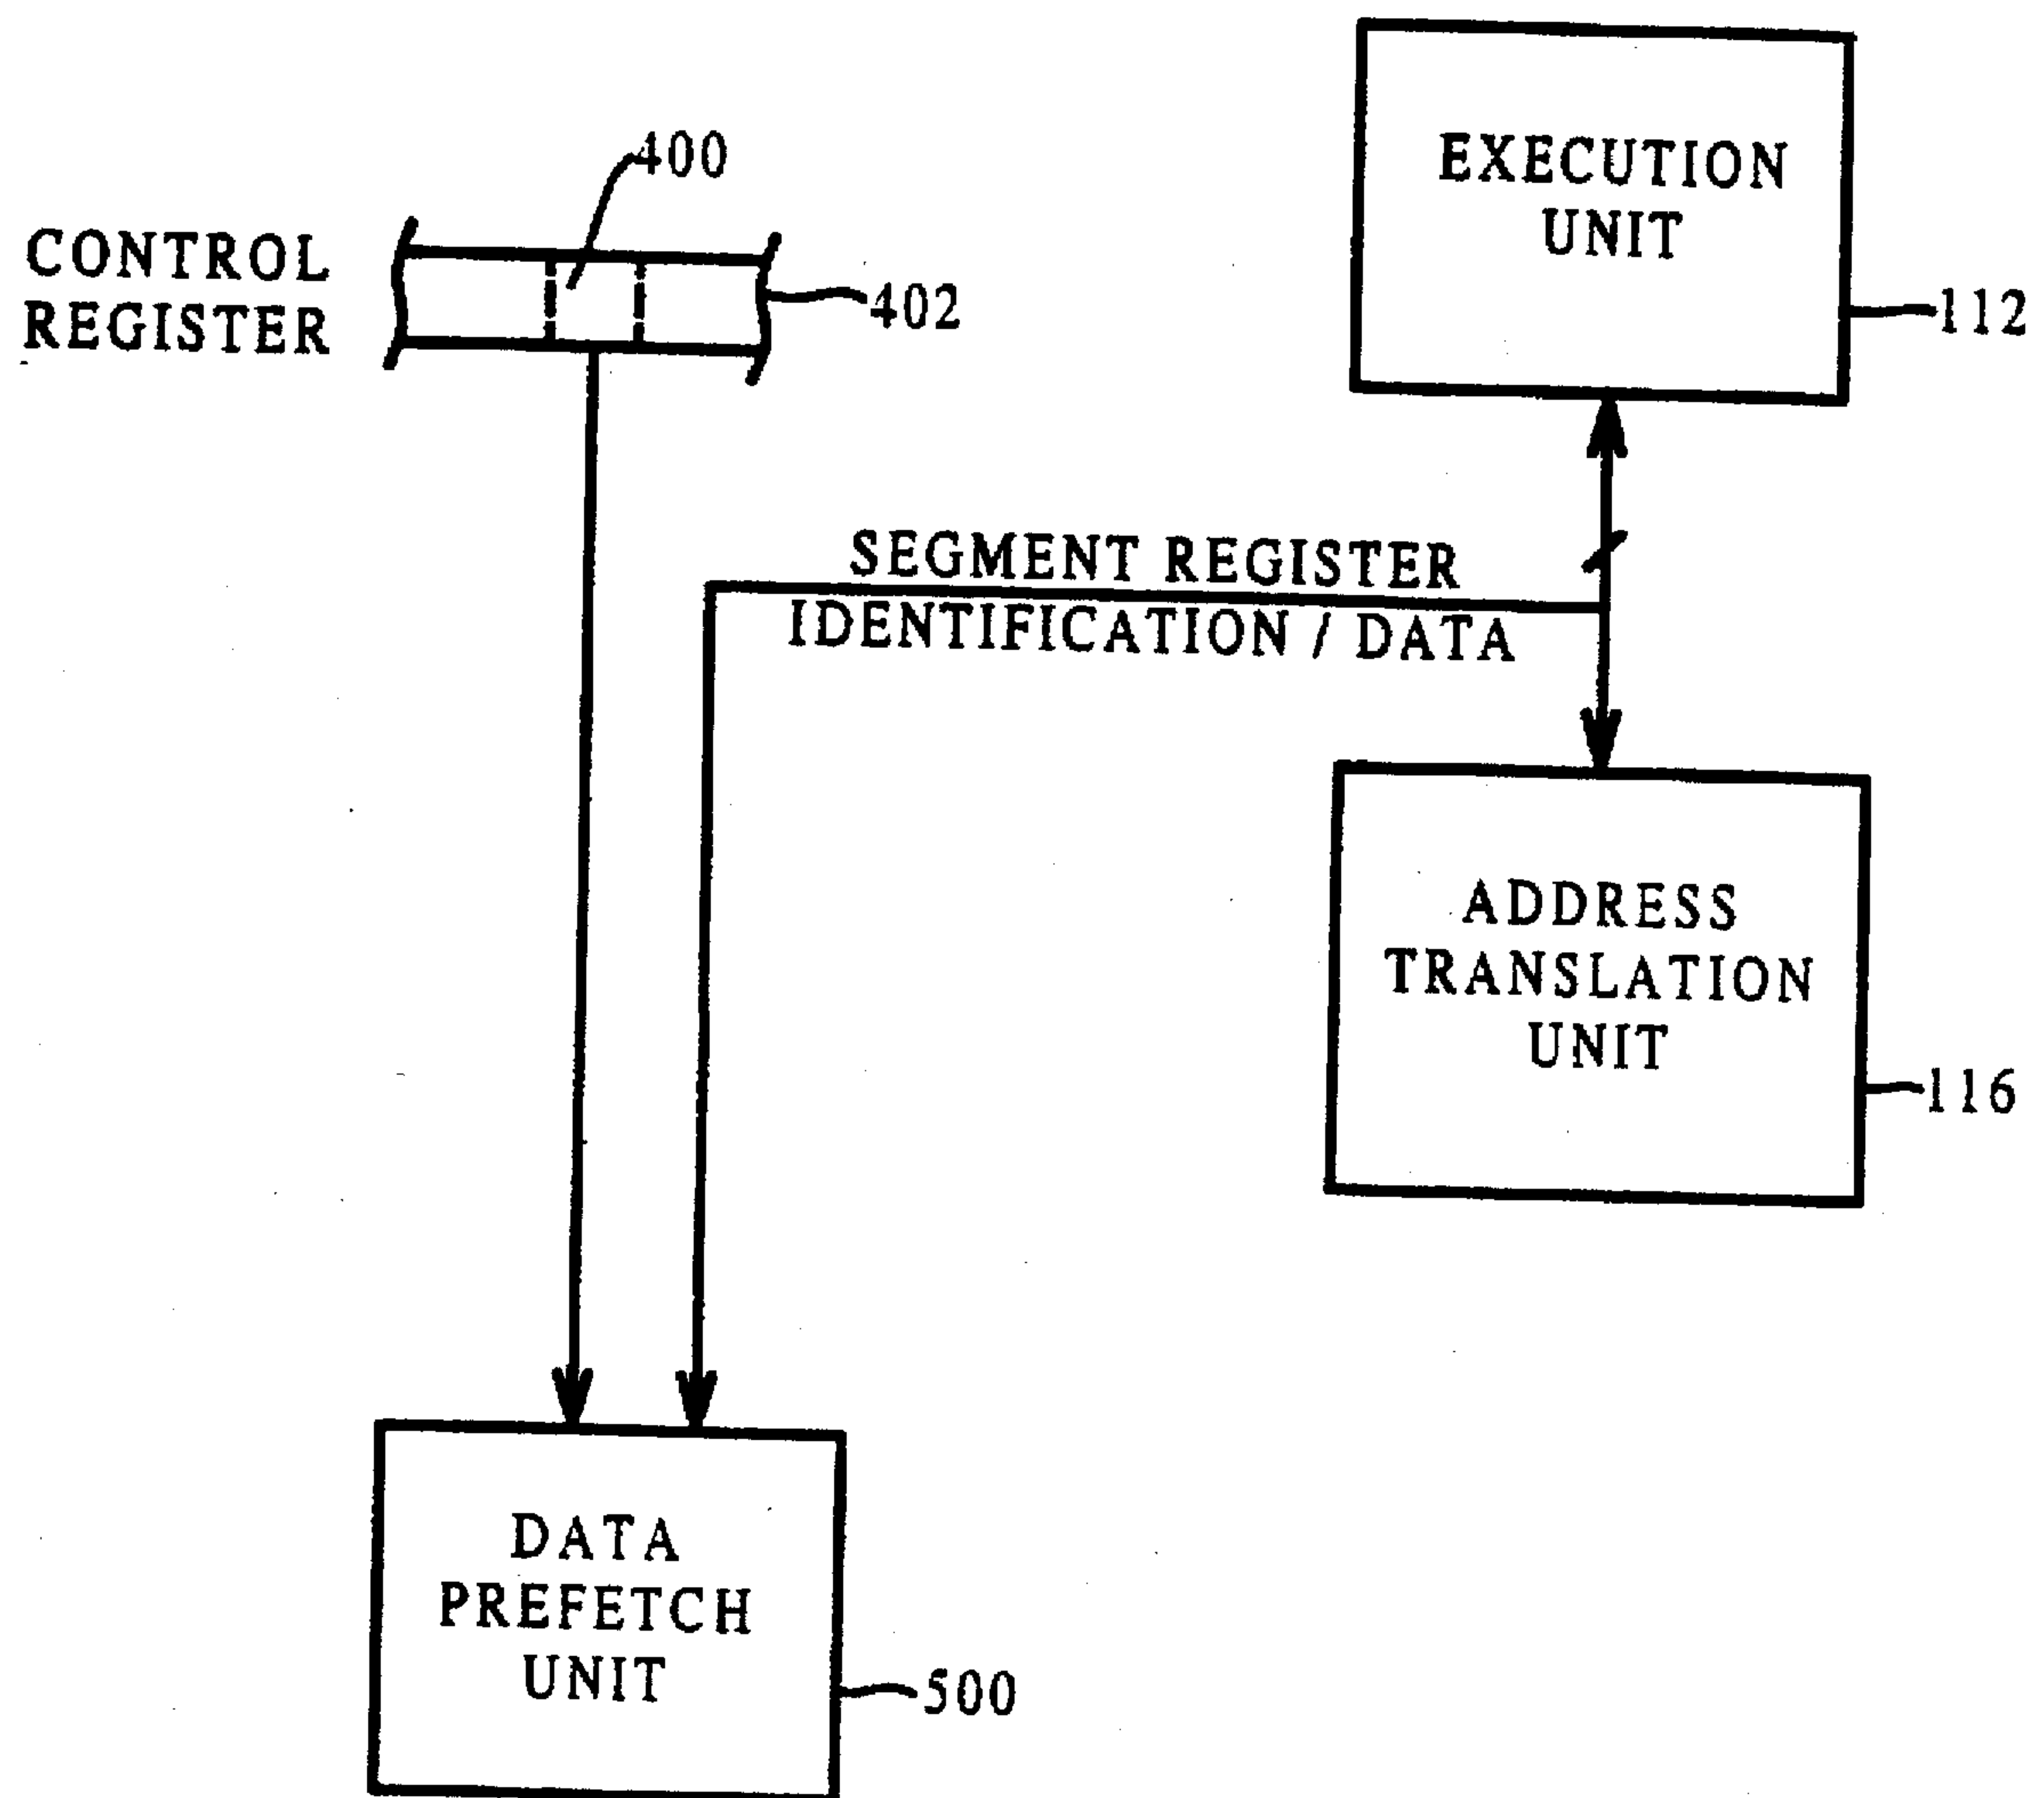 EXECUTION
UNIT
400
CONTROL
REGISTER
402
112
SEGMENT REGISTER
IDENTIFICATION / DATA
ADDRESS
TRANSLATION
UNIT
116
DATA
PREFETCH
UNIT
500